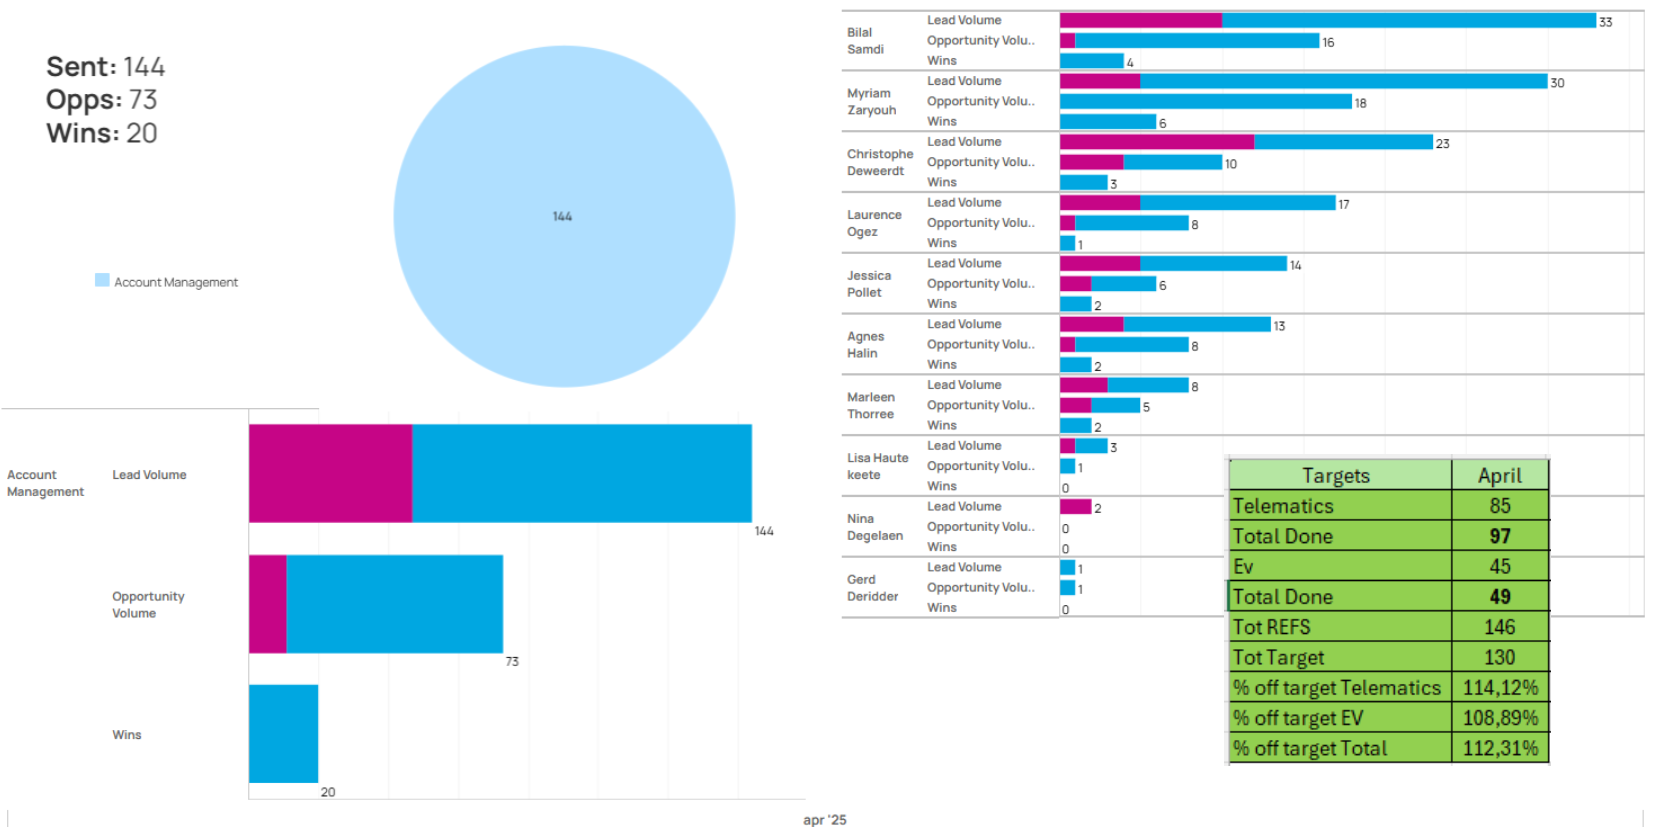 Sent: 144
Opps: 73
Wins: 20
144
Account Management
Account
Management
Lead Volume
144
Opportunity
Volume
73
Wins
20
Bilal
Samdi
Lead Volume
33
Opportunity Volu..
16
Wins
4
Myriam
Zaryouh
Lead Volume
30
Opportunity Volu..
18
Wins
6
Christophe
Deweerdt
Lead Volume
23
Opportunity Volu..
10
Wins
3
Laurence
Ogez
Lead Volume
17
Opportunity Volu..
8
Wins
1
Jessica
Pollet
Lead Volume
14
Opportunity Volu..
6
Wins
2
Agnes
Halin
Lead Volume
13
Opportunity Volu..
8
Wins
2
Marleen
Thorree
Lead Volume
8
Opportunity Volu..
5
Wins
2
Lisa Haute
keete
Lead Volume
3
Opportunity Volu..
1
Wins
0
Nina
Degelaen
Lead Volume
2
Opportunity Volu..
0
Wins
0
Gerd
Deridder
Lead Volume
1
Opportunity Volu..
1
Wins
0
Targets April
Telematics 85
Total Done 97
Ev 45
Total Done 49
Tot REFS 146
Tot Target 130
% off target Telematics 114,12%
% off target EV 108,89%
% off target Total 112,31%
apr '25